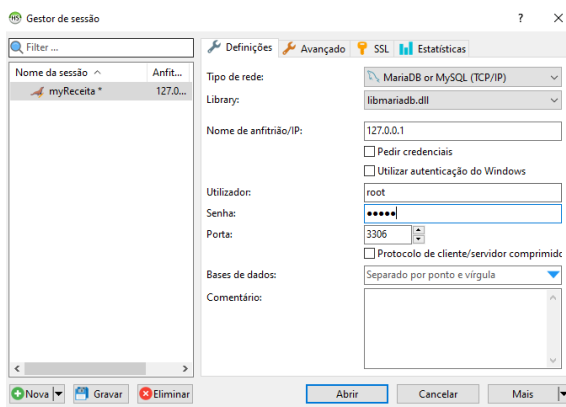 HS Gestor de sessão ? ×
Filter ...
Nome da sessão Anfit...
myReceita * 127.0...
Nova Gravar Eliminar
Definições Avançado SSL Estatísticas
Tipo de rede: MariaDB or MySQL (TCP/IP)
Library: libmariadb.dll
Nome de anfitrião/IP: 127.0.0.1
Pedir credenciais
Utilizar autenticação do Windows
Utilizador: root
Senha: •••••
Porta: 3306
Protocolo de cliente/servidor comprimido
Bases de dados: Separado por ponto e vírgula
Comentário:
Abrir Cancelar Mais